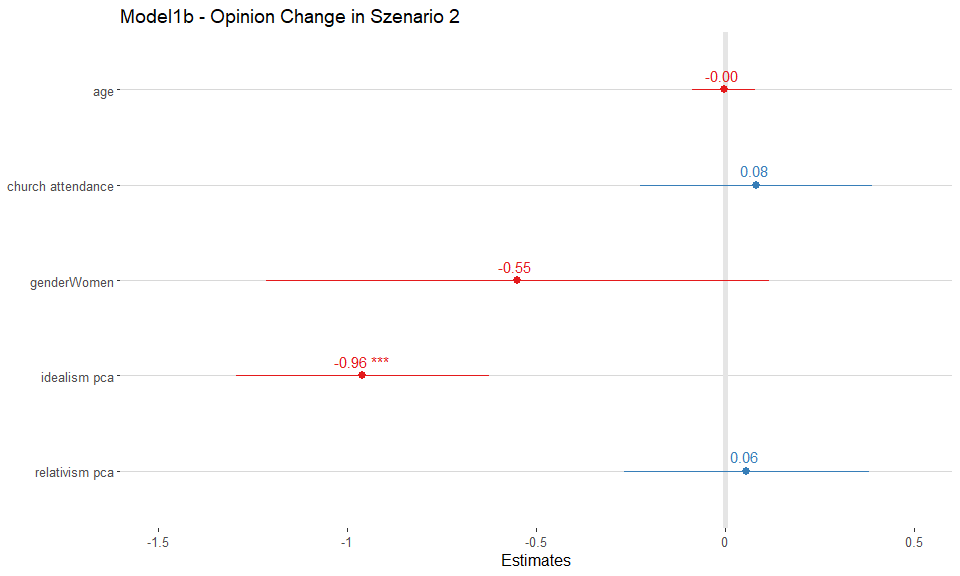 Model1b - Opinion Change in Szenario 2
age
-0.00
church attendance
0.08
genderWomen
-0.55
idealism pca
-0.96 ***
relativism pca
0.06
-1.5
-1
-0.5
0
0.5
Estimates